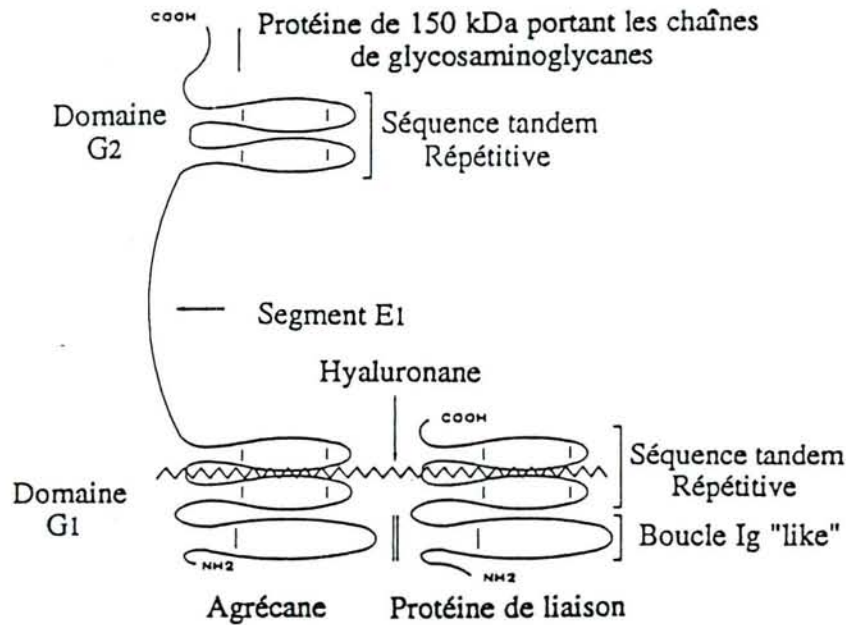 COOH
Protéine de 150 kDa portant les chaînes
de glycosaminoglycanes
Domaine
G2
Séquence tandem
Répétitive
Segment E1
Hyaluronane
COOH
Séquence tandem
Répétitive
Domaine
G1
Boucle Ig "like"
NH2
NH2
Agrécane
Protéine de liaison